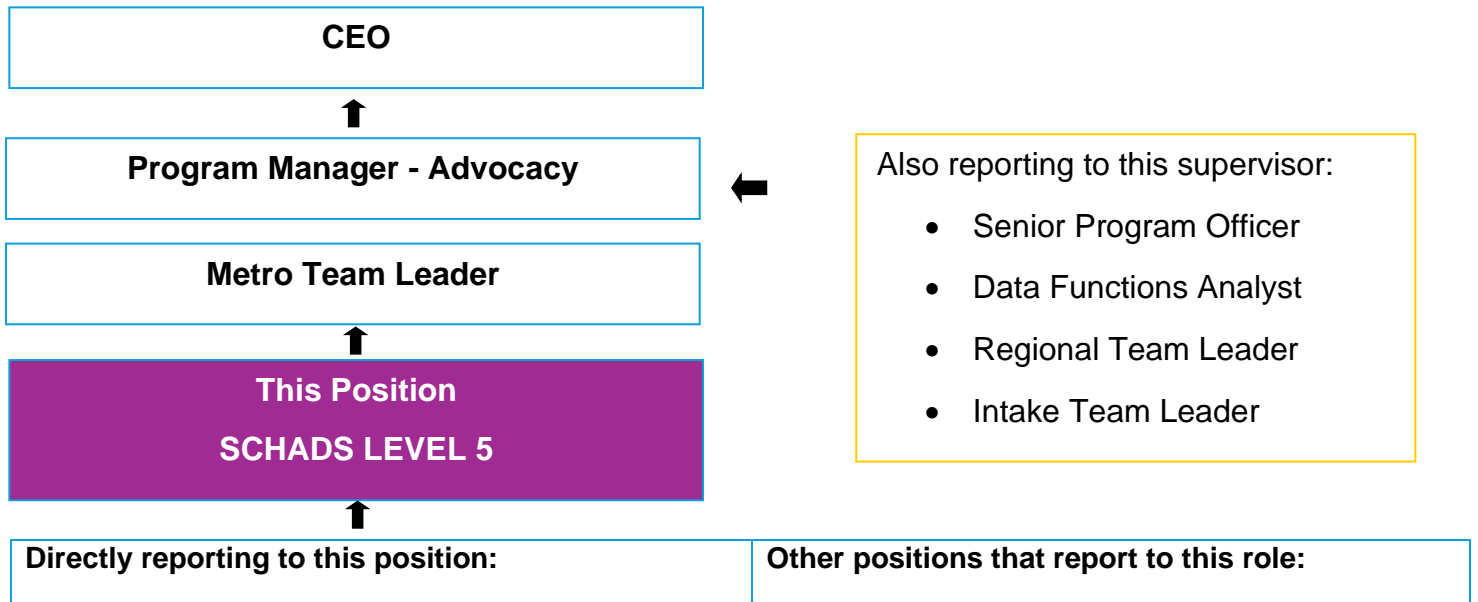 CEO
Program Manager - Advocacy
Metro Team Leader
This Position
SCHADS LEVEL 5
Also reporting to this supervisor:
• Senior Program Officer
• Data Functions Analyst
• Regional Team Leader
• Intake Team Leader
Directly reporting to this position:
Other positions that report to this role: